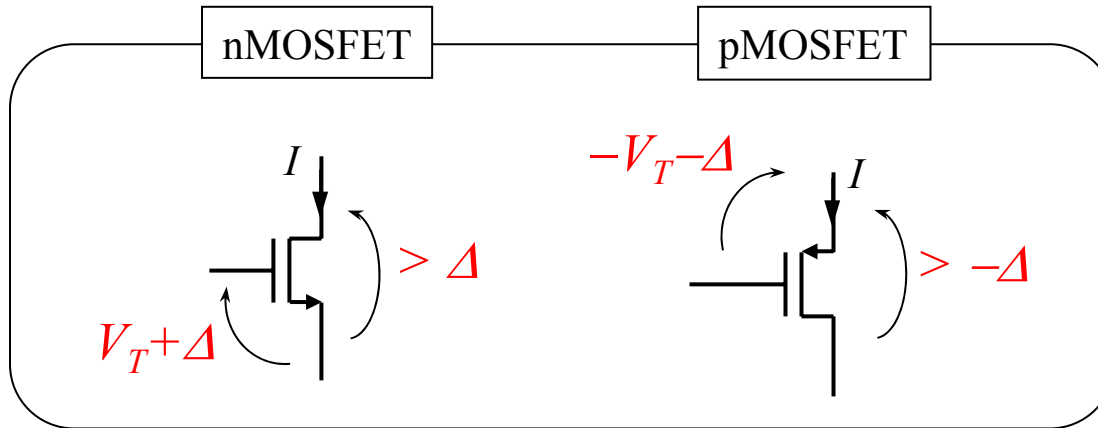 nMOSFET
pMOSFET
−V_T−Δ
I
I
> Δ
> −Δ
V_T+Δ